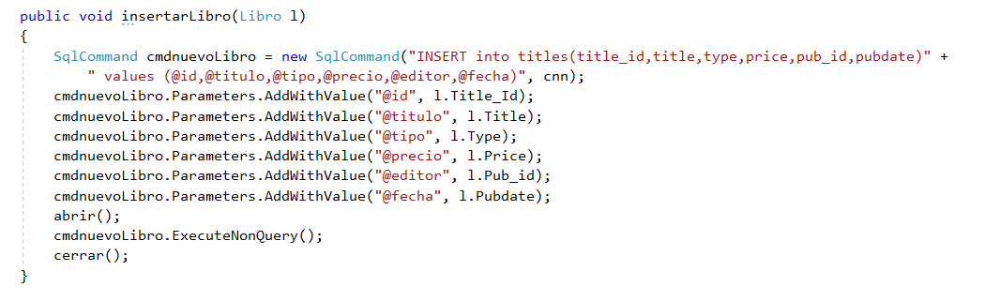 public void insertarLibro(Libro l)
{
SqlCommand cmdnuevoLibro = new SqlCommand("INSERT into titles(title_id,title,type,price,pub_id,pubdate)" +
" values (@id,@titulo,@tipo,@precio,@editor,@fecha)", cnn);
cmdnuevoLibro.Parameters.AddWithValue("@id", l.Title_Id);
cmdnuevoLibro.Parameters.AddWithValue("@titulo", l.Title);
cmdnuevoLibro.Parameters.AddWithValue("@tipo", l.Type);
cmdnuevoLibro.Parameters.AddWithValue("@precio", l.Price);
cmdnuevoLibro.Parameters.AddWithValue("@editor", l.Pub_id);
cmdnuevoLibro.Parameters.AddWithValue("@fecha", l.Pubdate);
abrir();
cmdnuevoLibro.ExecuteNonQuery();
cerrar();
}